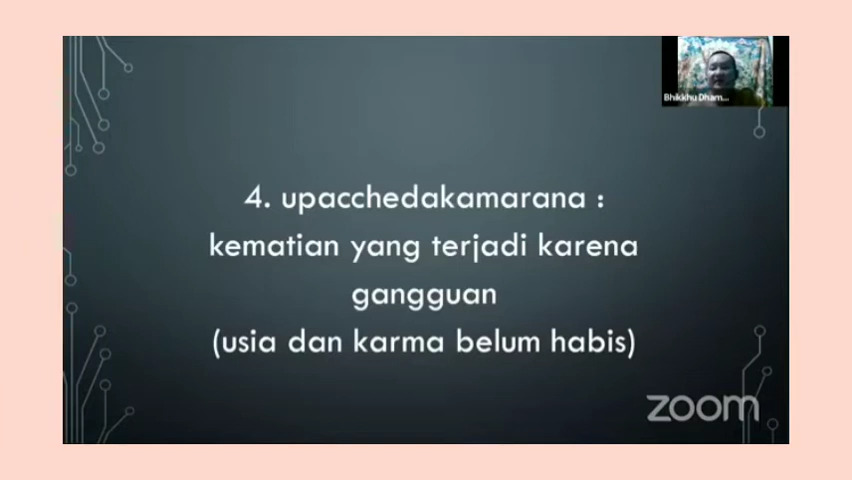 Bhikkhu Dham...
4. upacchedakamarana :
kematian yang terjadi karena
gangguan
(usia dan karma belum habis)
zoom